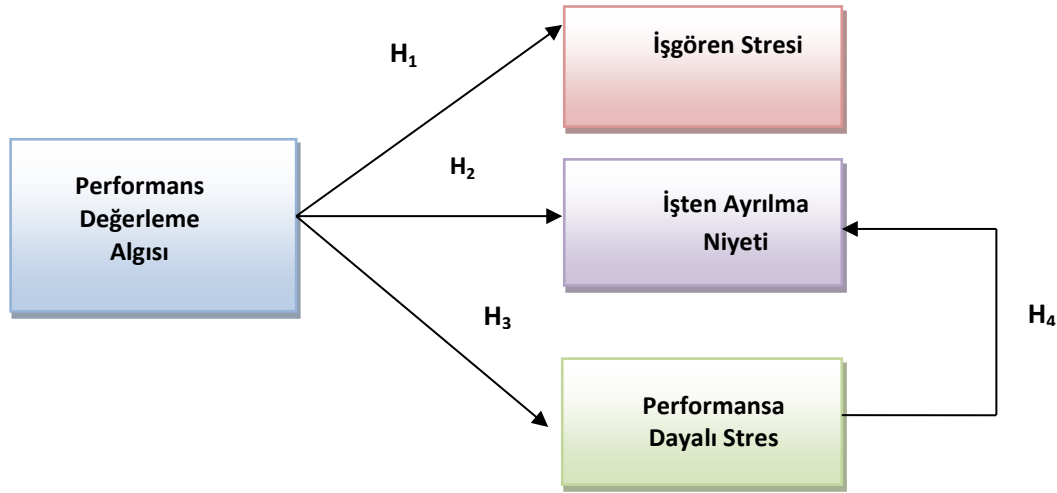 İşgören Stresi
H₁
H₂
Performans
Değerleme
Algısı
İşten Ayrılma
Niyeti
H₃
H₄
Performansa
Dayalı Stres